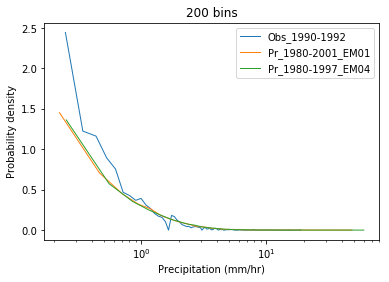 200 bins
Obs_1990-1992
Pr_1980-2001_EM01
Pr_1980-1997_EM04
Probability density
2.5
2.0
1.5
1.0
0.5
0.0
10⁰ 10¹
Precipitation (mm/hr)